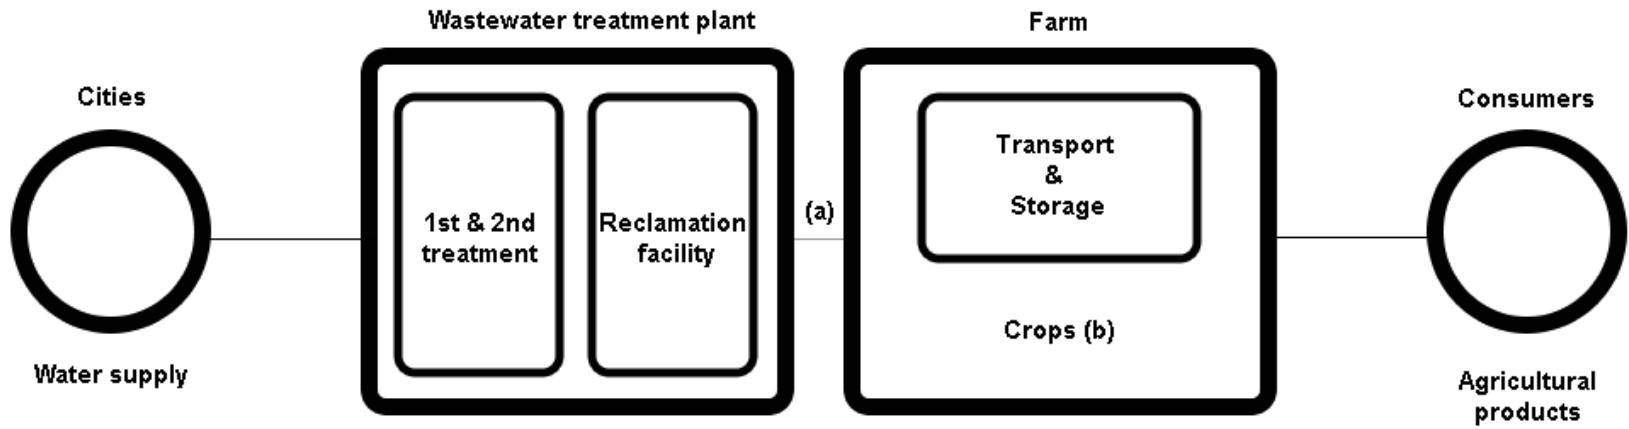 Wastewater treatment plant
Farm
Cities
Consumers
1st & 2nd
treatment
Reclamation
facility
(a)
Transport
&
Storage
Crops (b)
Water supply
Agricultural
products